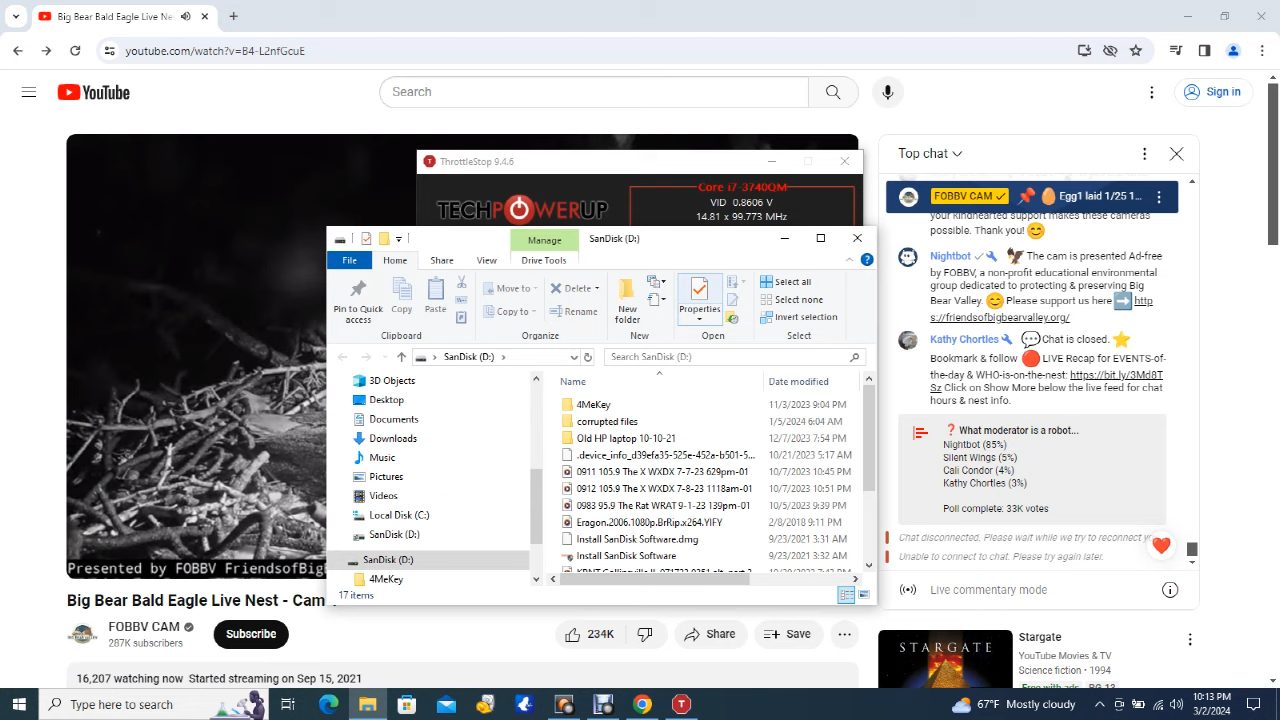 Big Bear Bald Eagle Live Nes
youtube.com/watch?v=B4-L2nfGcuE
YouTube
Search
Sign in
ThrottleStop 9.4.6
TECHPOWERUP
Core i7-3740QM
VID 0.8606 V
14.81 x 99.773 MHz
Manage
SanDisk (D:)
File
Home
Share
View
Drive Tools
Pin to Quick access
Copy
Paste
Move to
Copy to
Delete
Rename
New folder
Properties
Select all
Select none
Invert selection
Clipboard
Organize
New
Open
Select
SanDisk (D:)
Search SanDisk (D:)
3D Objects
Desktop
Documents
Downloads
Music
Pictures
Videos
Local Disk (C:)
SanDisk (D:)
SanDisk (D:)
4MeKey
Name
Date modified
4MeKey 11/3/2023 9:04 PM
corrupted files 1/5/2024 6:04 AM
Old HP laptop 10-10-21 12/7/2023 7:54 PM
.device_info_d39efa35-525e-452a-b501-5... 10/21/2023 5:17 AM
0911 105.9 The X WXDX 7-7-23 629pm-01 10/7/2023 10:45 PM
0912 105.9 The X WXDX 7-8-23 1118am-01 10/7/2023 10:51 PM
0983 95.9 The Rat WRAT 9-1-23 139pm-01 10/5/2023 9:39 PM
Eragon.2006.1080p.BrRip.x264.YIFY 2/8/2018 9:11 PM
Install SanDisk Software.dmg 9/23/2021 3:31 AM
Install SanDisk Software 9/23/2021 3:32 AM
17 items
Presented by FOBBV FriendsofBig
Big Bear Bald Eagle Live Nest - Cam
FOBBV CAM
287K subscribers
Subscribe
234K
Share
Save
16,207 watching now Started streaming on Sep 15, 2021
Top chat
FOBBV CAM
Egg1 laid 1/25 1...
your kindhearted support makes these cameras
possible. Thank you!
Nightbot The cam is presented Ad-free
by FOBBV, a non-profit educational environmental
group dedicated to protecting & preserving Big
Bear Valley. Please support us here http
s://friendsofbigbearvalley.org/
Kathy Chortles Chat is closed.
Bookmark & follow LIVE Recap for EVENTS-of-
the-day & WHO-is-on-the-nest: https://bit.ly/3Md8T
Sz Click on Show More below the live feed for chat
hours & nest info.
What moderator is a robot...
Nightbot (85%)
Silent Wings (5%)
Cali Condor (4%)
Kathy Chortles (3%)
Poll complete: 33K votes
Chat disconnected. Please wait while we try to reconnect yo
Unable to connect to chat. Please try again later.
Live commentary mode
STARGATE
Stargate
YouTube Movies & TV
Science fiction • 1994
Free with ads PG-13
Type here to search
67°F Mostly cloudy
10:13 PM
3/2/2024